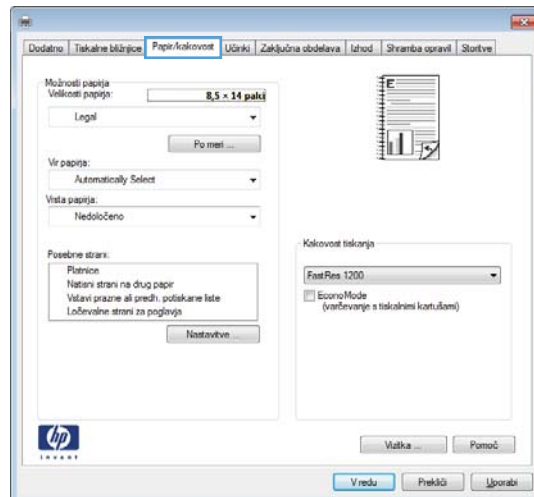 Dodatno Tiskalne bližnjice Papir/kakovost Učinki Zaključna obdelava Izhod Shramba opravil Storitve
Možnosti papirja
Velikosti papirja: 8,5 × 14 palci
Legal
Po meri ...
Vir papirja:
Automatically Select
Vrsta papirja:
Nedoločeno
Posebne strani:
Platnice
Natisni strani na drug papir
Vstavi prazne ali predh. potiskane liste
Ločevalne strani za poglavja
Nastavitve ...
E
Kakovost tiskanja
FastRes 1200
EconoMode
(varčevanje s tiskalnimi kartušami)
hp
invent
Vizitka ... Pomoč
V redu Prekliči Uporabi